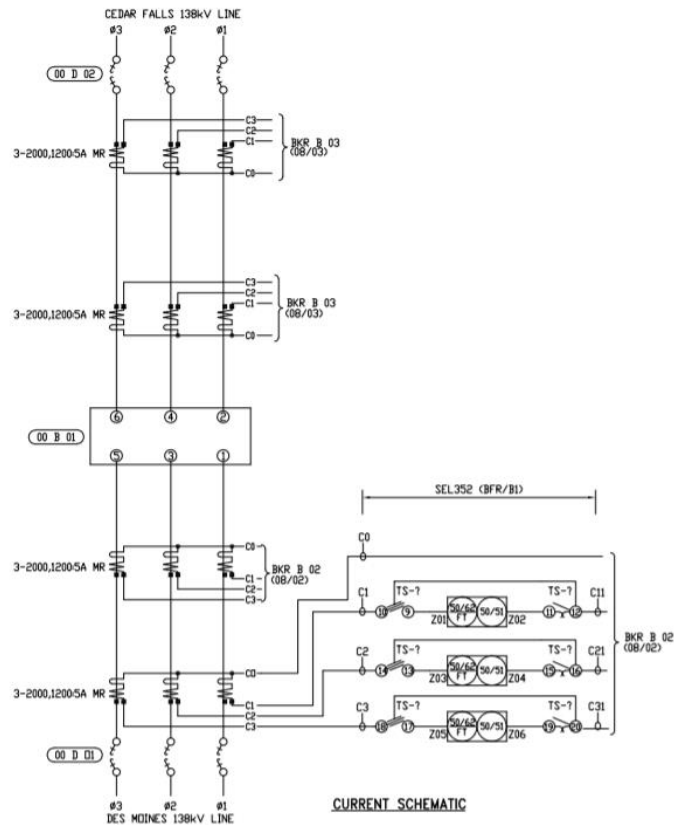 CEDAR FALLS 138kV LINE
ø3 ø2 ø1
00 D 02
C3
C2
C1
C0
BKR B 03
(08/03)
3-2000,1200:5A MR
C3
C2
C1
C0
BKR B 03
(08/03)
3-2000,1200:5A MR
6 4 2
00 B 01
5 3 1
SEL352 (BFR/B1)
C0
C0
C1
C2
C3
BKR B 02
(08/02)
3-2000,1200:5A MR
C1 TS-? TS-? C11
10 9 50/62 FT 50/51 11 12
Z01 Z02
C2 TS-? TS-? C21
14 13 50/62 FT 50/51 15 16
Z03 Z04
BKR B 02
(08/02)
C0
C1
C2
C3
3-2000,1200:5A MR
C3 TS-? TS-? C31
18 17 50/62 FT 50/51 19 20
Z05 Z06
00 D 01
ø3 ø2 ø1
DES MOINES 138kV LINE
CURRENT SCHEMATIC